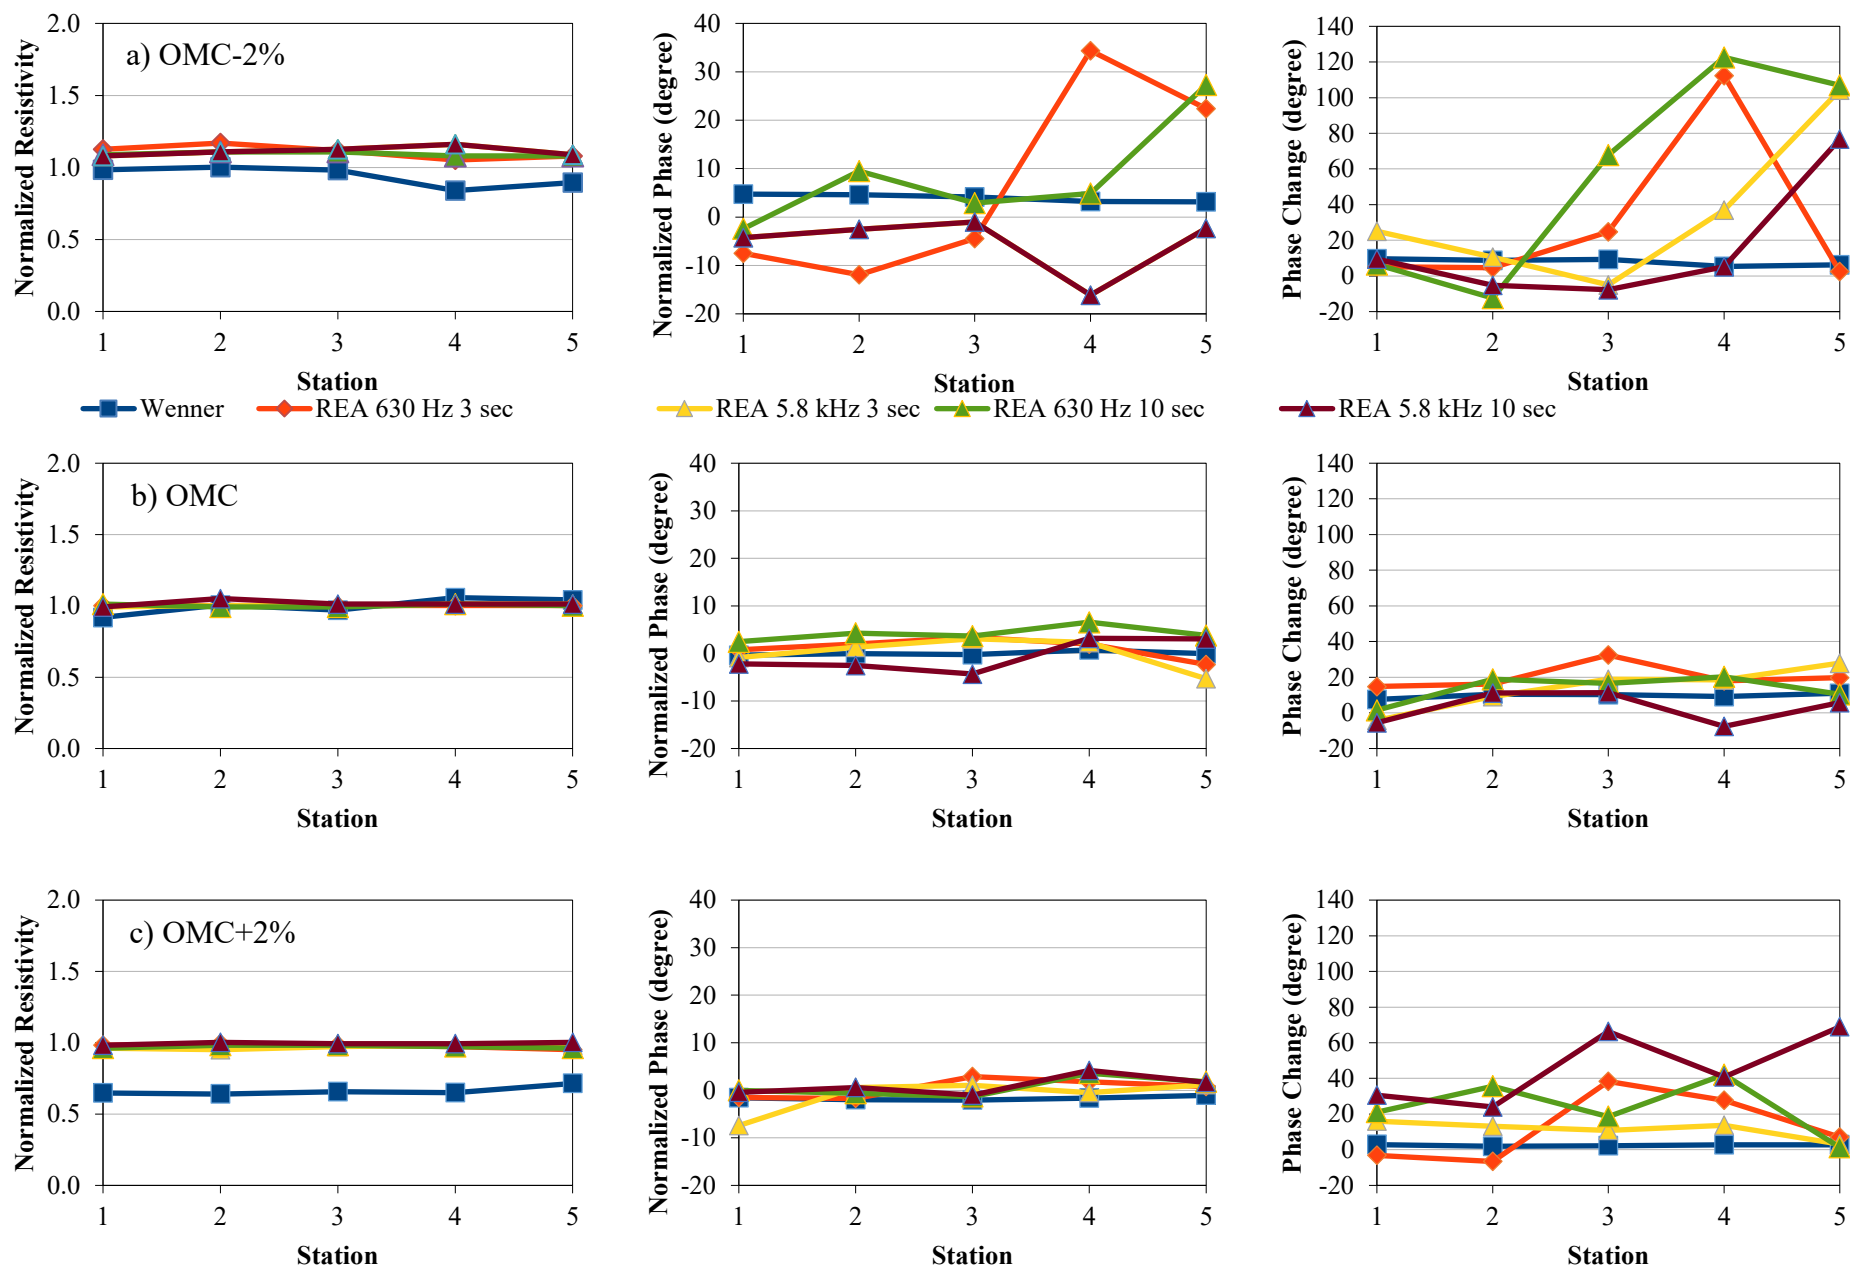 a) OMC-2%
Normalized Resistivity
2.0
1.5
1.0
0.5
0.0
1 2 3 4 5
Station
Normalized Phase (degree)
40
30
20
10
0
-10
-20
1 2 3 4 5
Station
Phase Change (degree)
140
120
100
80
60
40
20
0
-20
1 2 3 4 5
Station
Wenner REA 630 Hz 3 sec REA 5.8 kHz 3 sec REA 630 Hz 10 sec REA 5.8 kHz 10 sec
b) OMC
Normalized Resistivity
2.0
1.5
1.0
0.5
0.0
1 2 3 4 5
Station
Normalized Phase (degree)
40
30
20
10
0
-10
-20
1 2 3 4 5
Station
Phase Change (degree)
140
120
100
80
60
40
20
0
-20
1 2 3 4 5
Station
c) OMC+2%
Normalized Resistivity
2.0
1.5
1.0
0.5
0.0
1 2 3 4 5
Station
Normalized Phase (degree)
40
30
20
10
0
-10
-20
1 2 3 4 5
Station
Phase Change (degree)
140
120
100
80
60
40
20
0
-20
1 2 3 4 5
Station